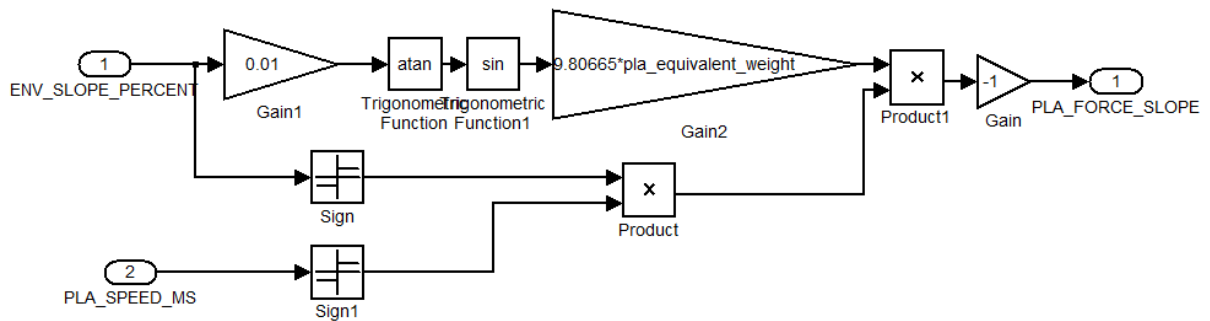 1
ENV_SLOPE_PERCENT
0.01
Gain1
atan
Trigonometric
Function
sin
Trigonometric
Function1
9.80665*pla_equivalent_weight
Gain2
×
Product1
-1
Gain
1
PLA_FORCE_SLOPE
Sign
×
Product
2
PLA_SPEED_MS
Sign1